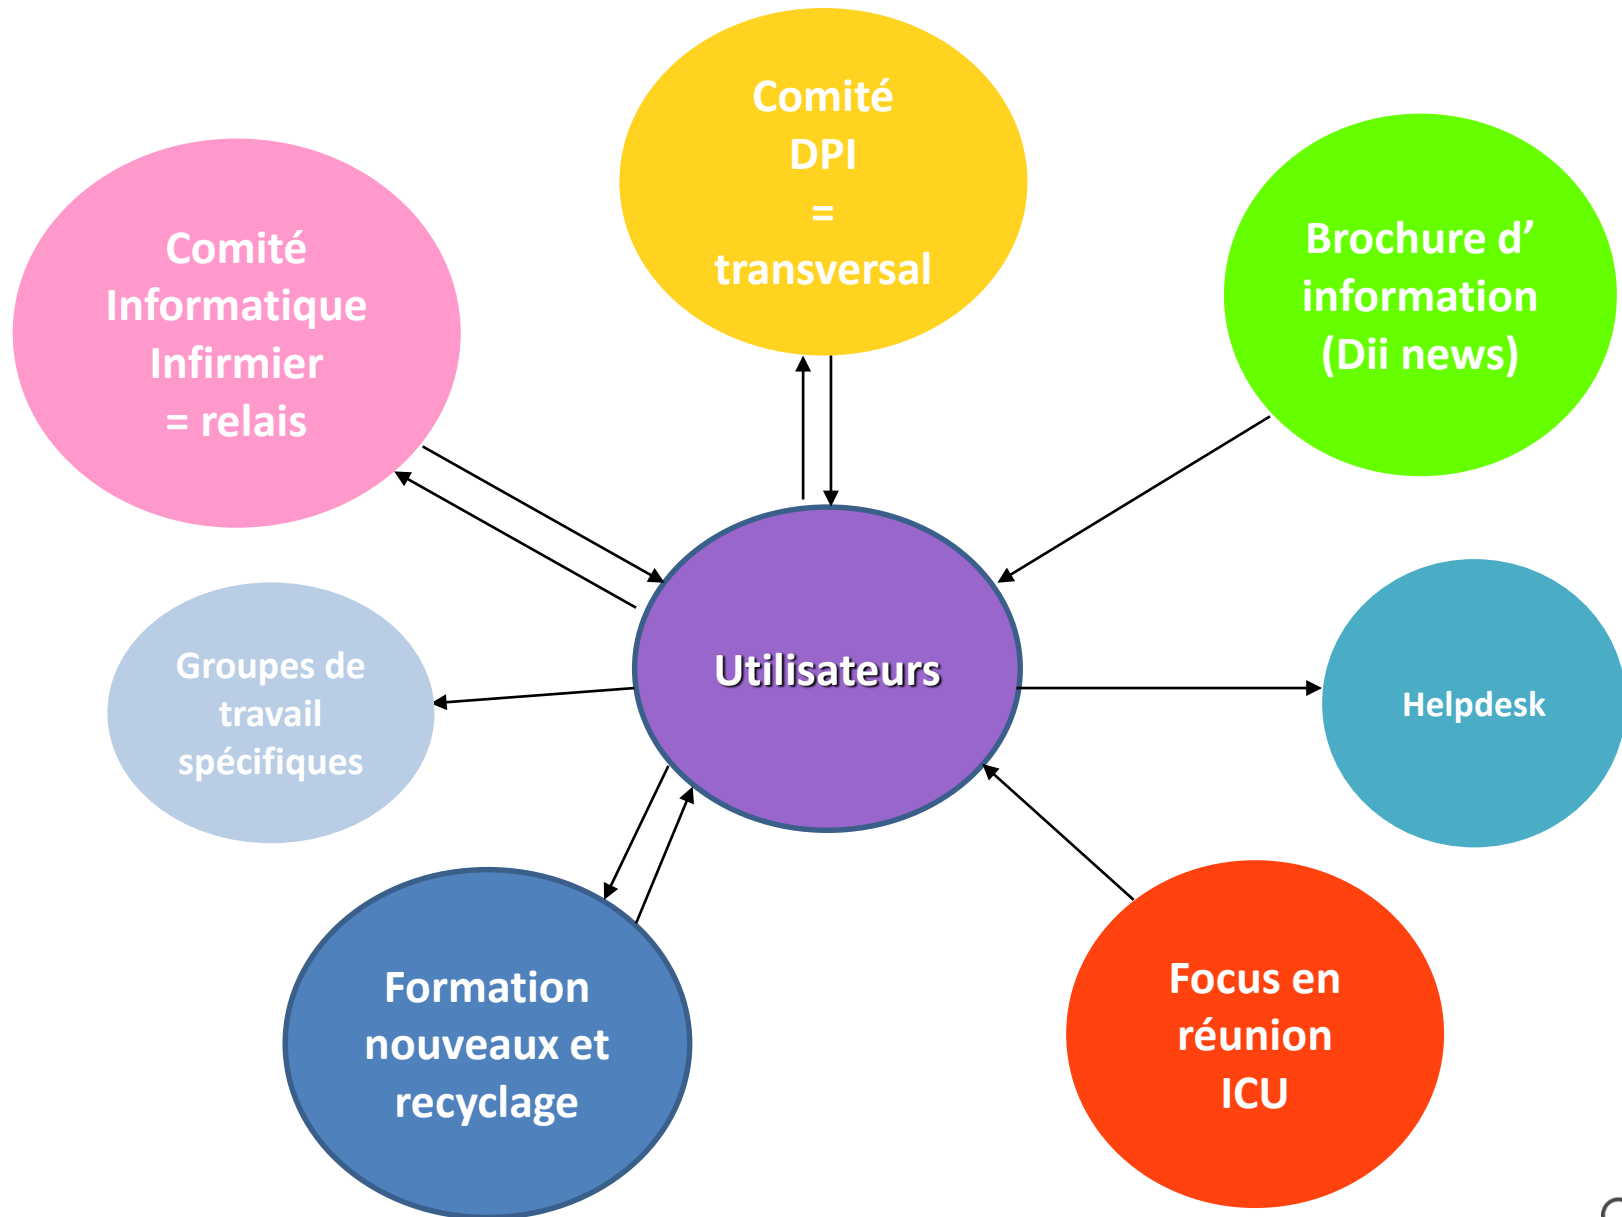 Comité
DPI
=
transversal
Comité
Informatique
Infirmier
= relais
Brochure d’
information
(Dii news)
Utilisateurs
Groupes de
travail
spécifiques
Helpdesk
Formation
nouveaux et
recyclage
Focus en
réunion
ICU